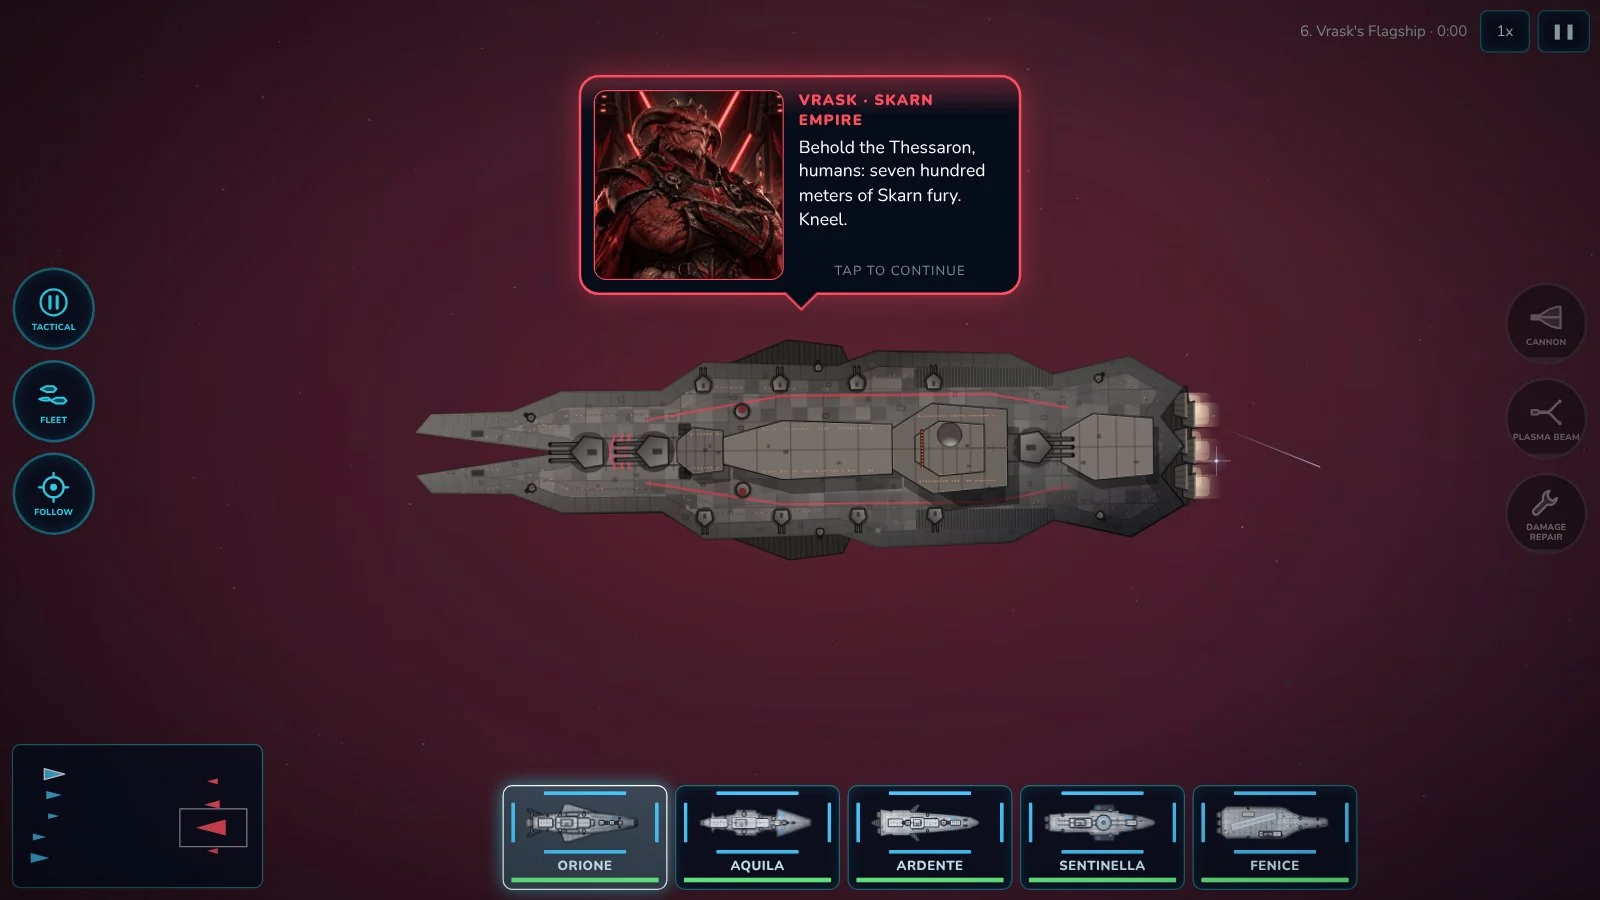 6. Vrask's Flagship · 0:00
1x
VRASK · SKARN
EMPIRE
Behold the Thessaron,
humans: seven hundred
meters of Skarn fury.
Kneel.
TAP TO CONTINUE
TACTICAL
FLEET
FOLLOW
CANNON
PLASMA BEAM
DAMAGE
REPAIR
ORIONE
AQUILA
ARDENTE
SENTINELLA
FENICE